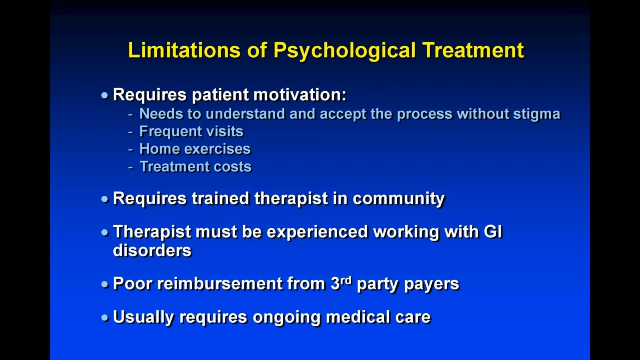 Limitations of Psychological Treatment
• Requires patient motivation:
- Needs to understand and accept the process without stigma
- Frequent visits
- Home exercises
- Treatment costs
• Requires trained therapist in community
• Therapist must be experienced working with GI
disorders
• Poor reimbursement from 3rd party payers
• Usually requires ongoing medical care